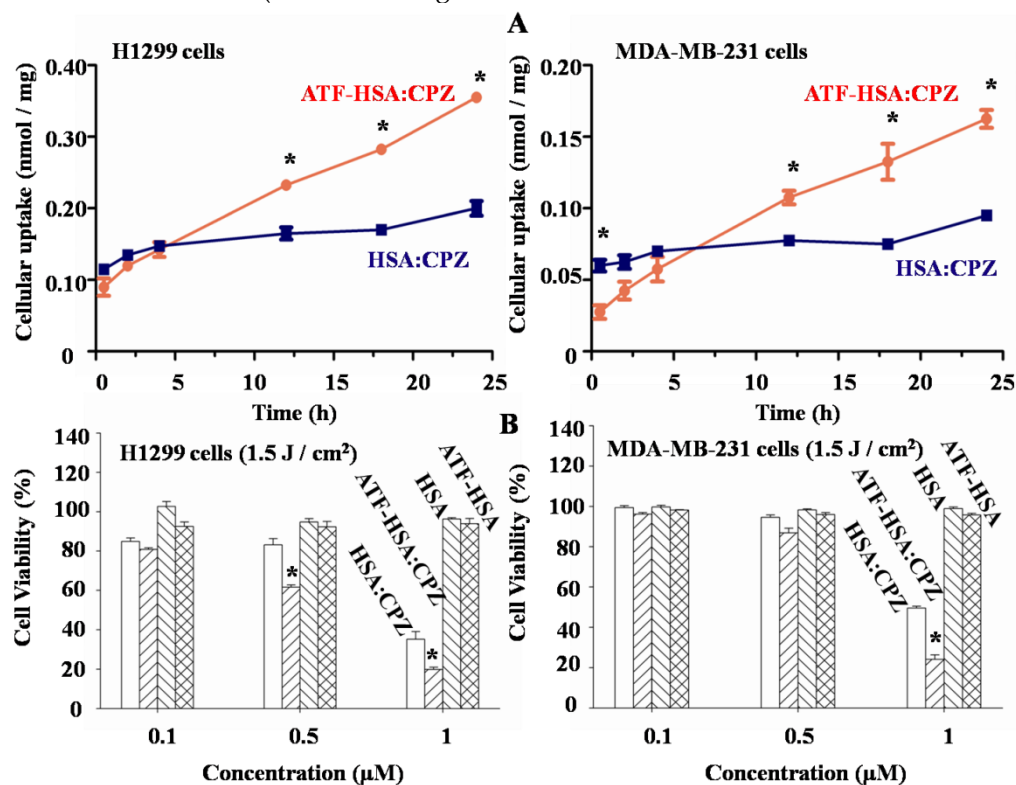 A
H1299 cells
ATF-HSA:CPZ
HSA:CPZ
*
*
*
Cellular uptake (nmol / mg)
0.40
0.30
0.20
0.10
0
0 5 10 15 20 25
Time (h)
MDA-MB-231 cells
ATF-HSA:CPZ
HSA:CPZ
*
*
*
*
Cellular uptake (nmol / mg)
0.20
0.15
0.10
0.05
0
0 5 10 15 20 25
Time (h)
B
H1299 cells (1.5 J / cm²)
HSA:CPZ
ATF-HSA:CPZ
HSA
ATF-HSA
*
*
Cell Viability (%)
140
120
100
80
60
40
20
0
0.1 0.5 1
Concentration (µM)
MDA-MB-231 cells (1.5 J / cm²)
HSA:CPZ
ATF-HSA:CPZ
HSA
ATF-HSA
*
Cell Viability (%)
140
120
100
80
60
40
20
0
0.1 0.5 1
Concentration (µM)